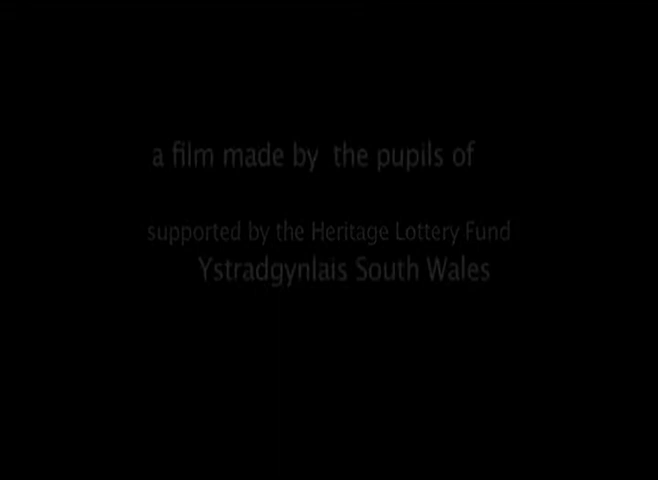 a film made by the pupils of
supported by the Heritage Lottery Fund
Ystradgynlais South Wales